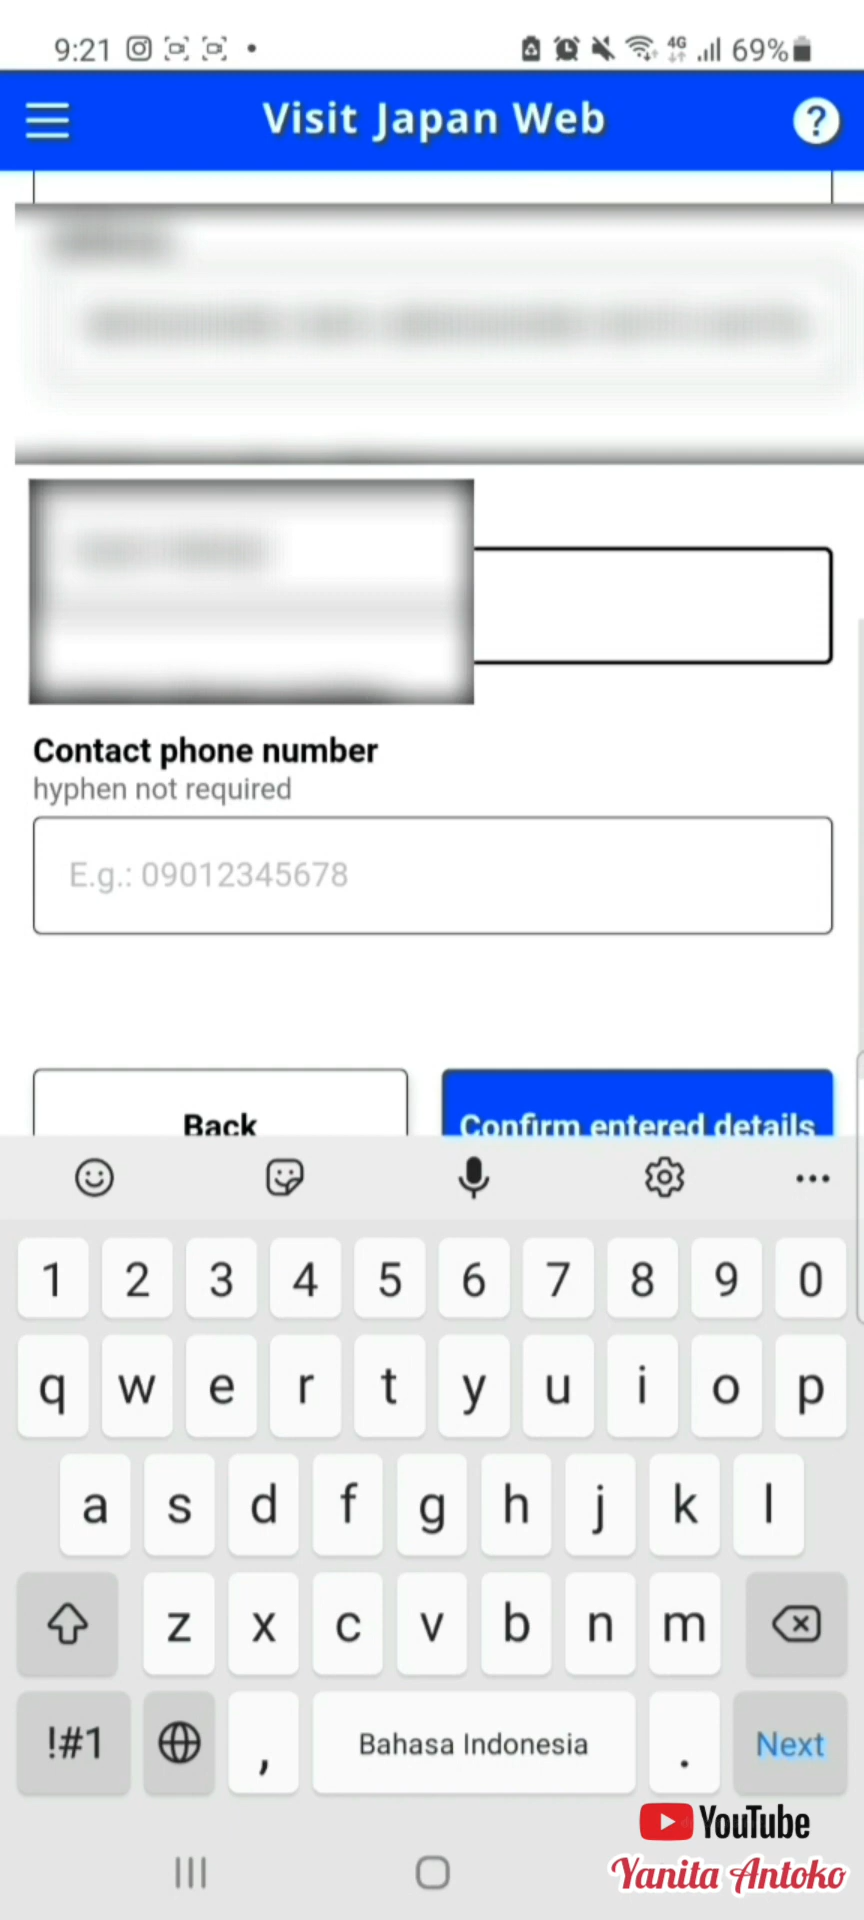 9:21 4G 69%
Visit Japan Web ?
Contact phone number
hyphen not required
E.g.: 09012345678
Back Confirm entered details
1 2 3 4 5 6 7 8 9 0
q w e r t y u i o p
a s d f g h j k l
z x c v b n m
!#1 , Bahasa Indonesia . Next
YouTube
Yanita Antoko